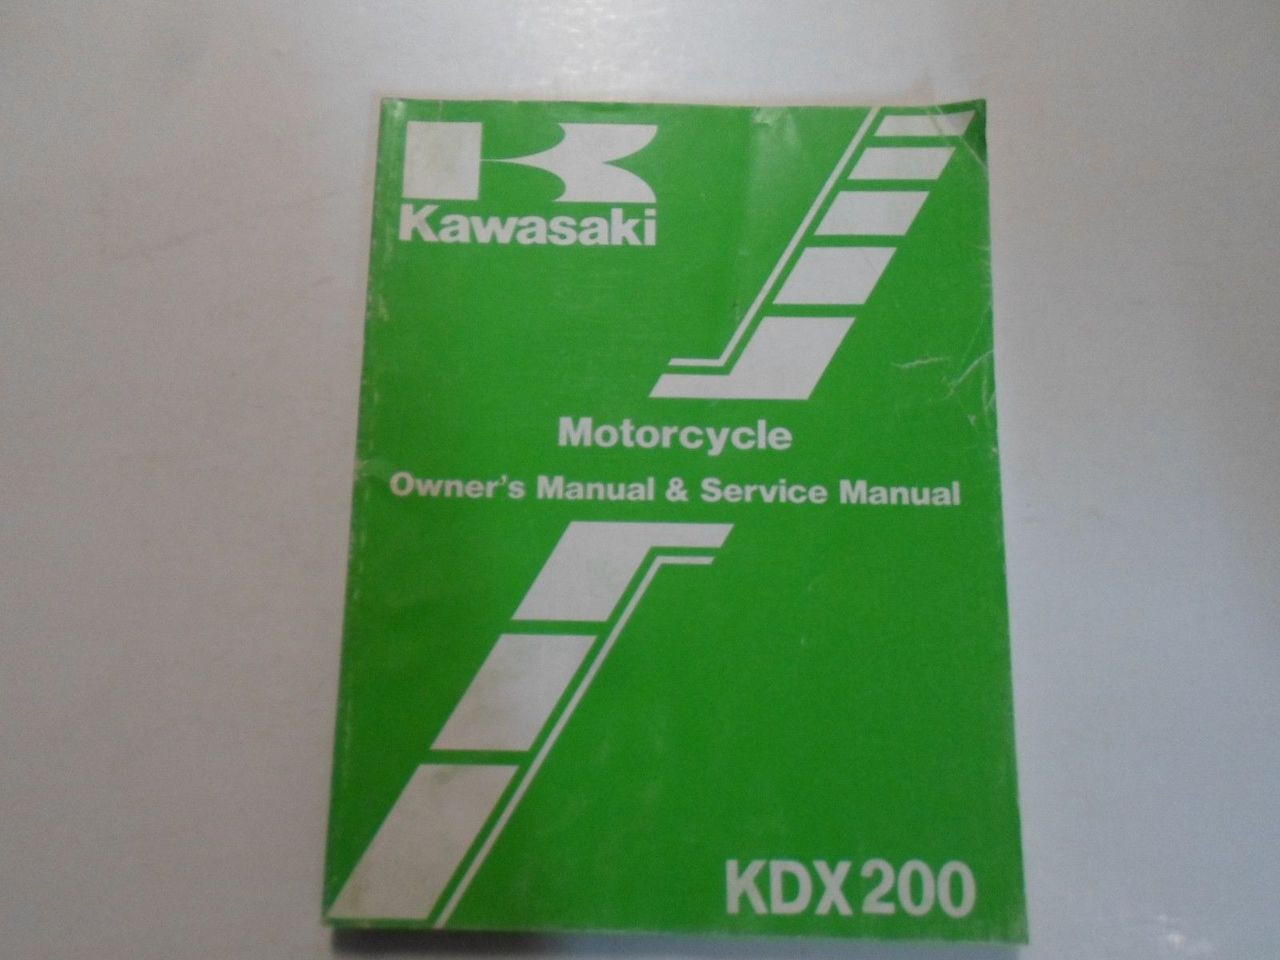 Kawasaki
Motorcycle
Owner's Manual & Service Manual
KDX200